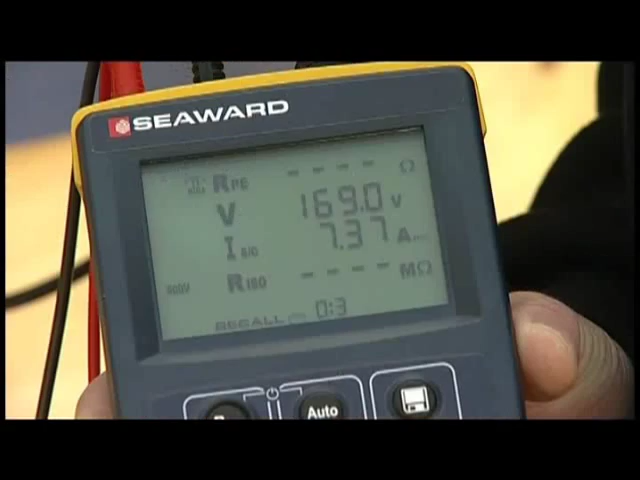 SEAWARD
RPE - - - - Ω
V 169.0 V
I S/C 7.37 A
500V RISO - - - - MΩ
RECALL 0:3
Auto